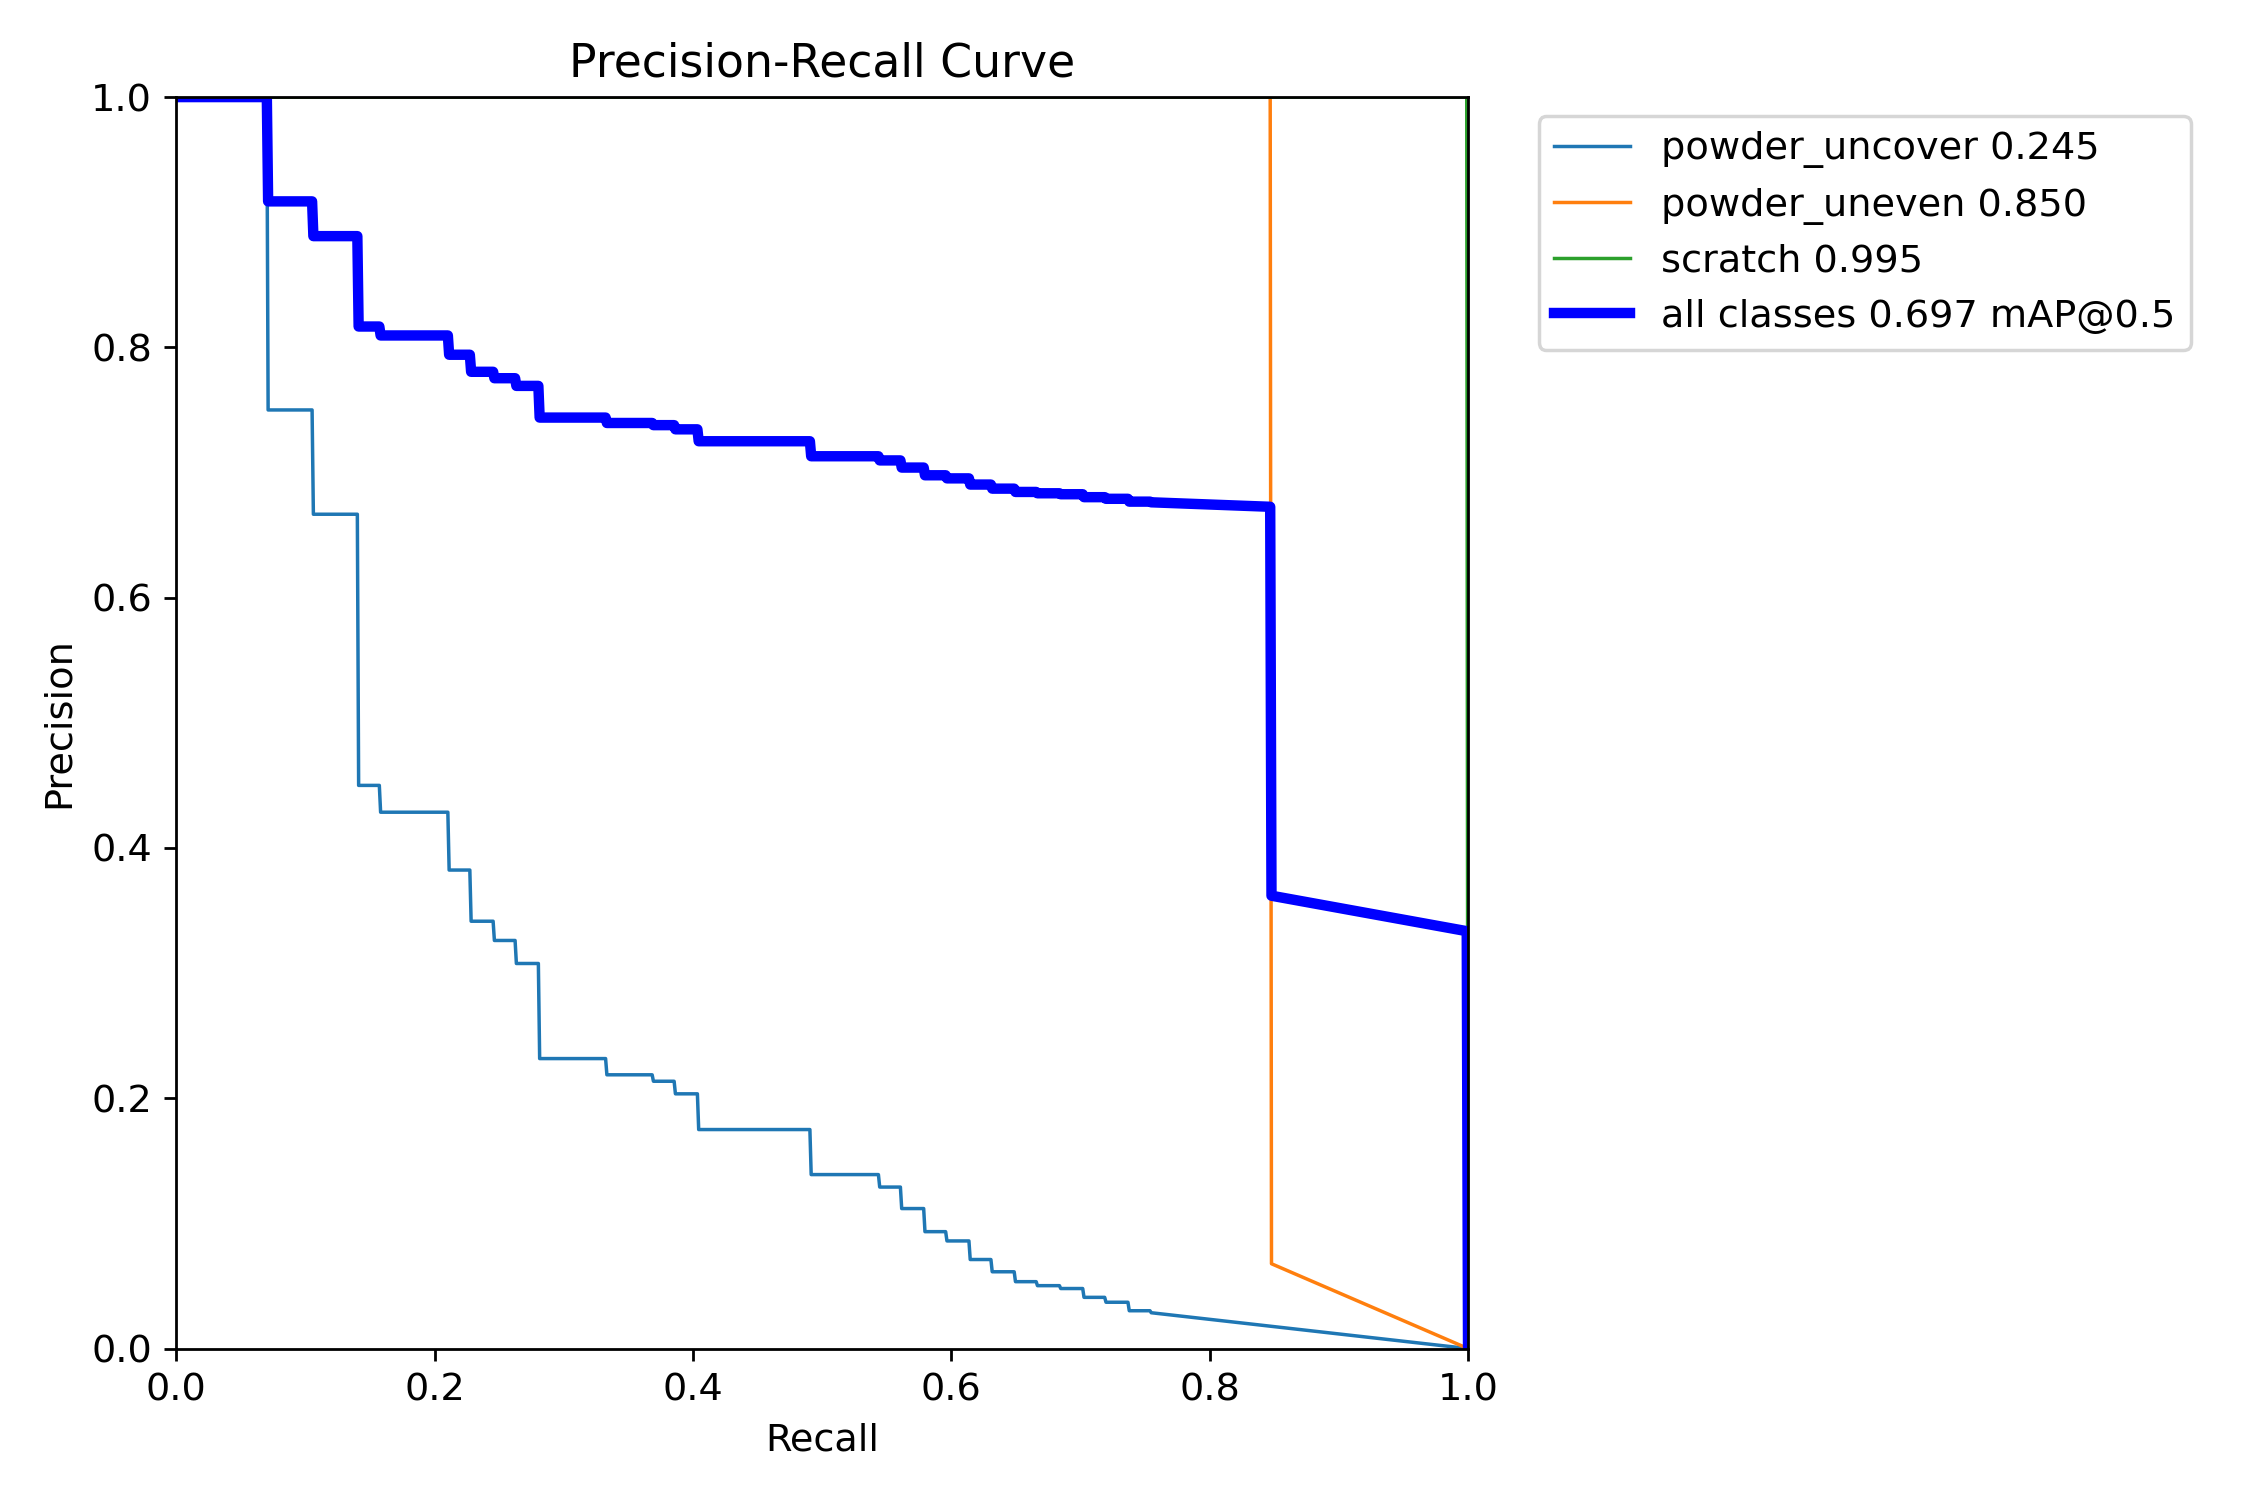 Precision-Recall Curve
1.0
0.8
0.6
0.4
0.2
0.0
Precision
0.0 0.2 0.4 0.6 0.8 1.0
Recall
powder_uncover 0.245
powder_uneven 0.850
scratch 0.995
all classes 0.697 mAP@0.5